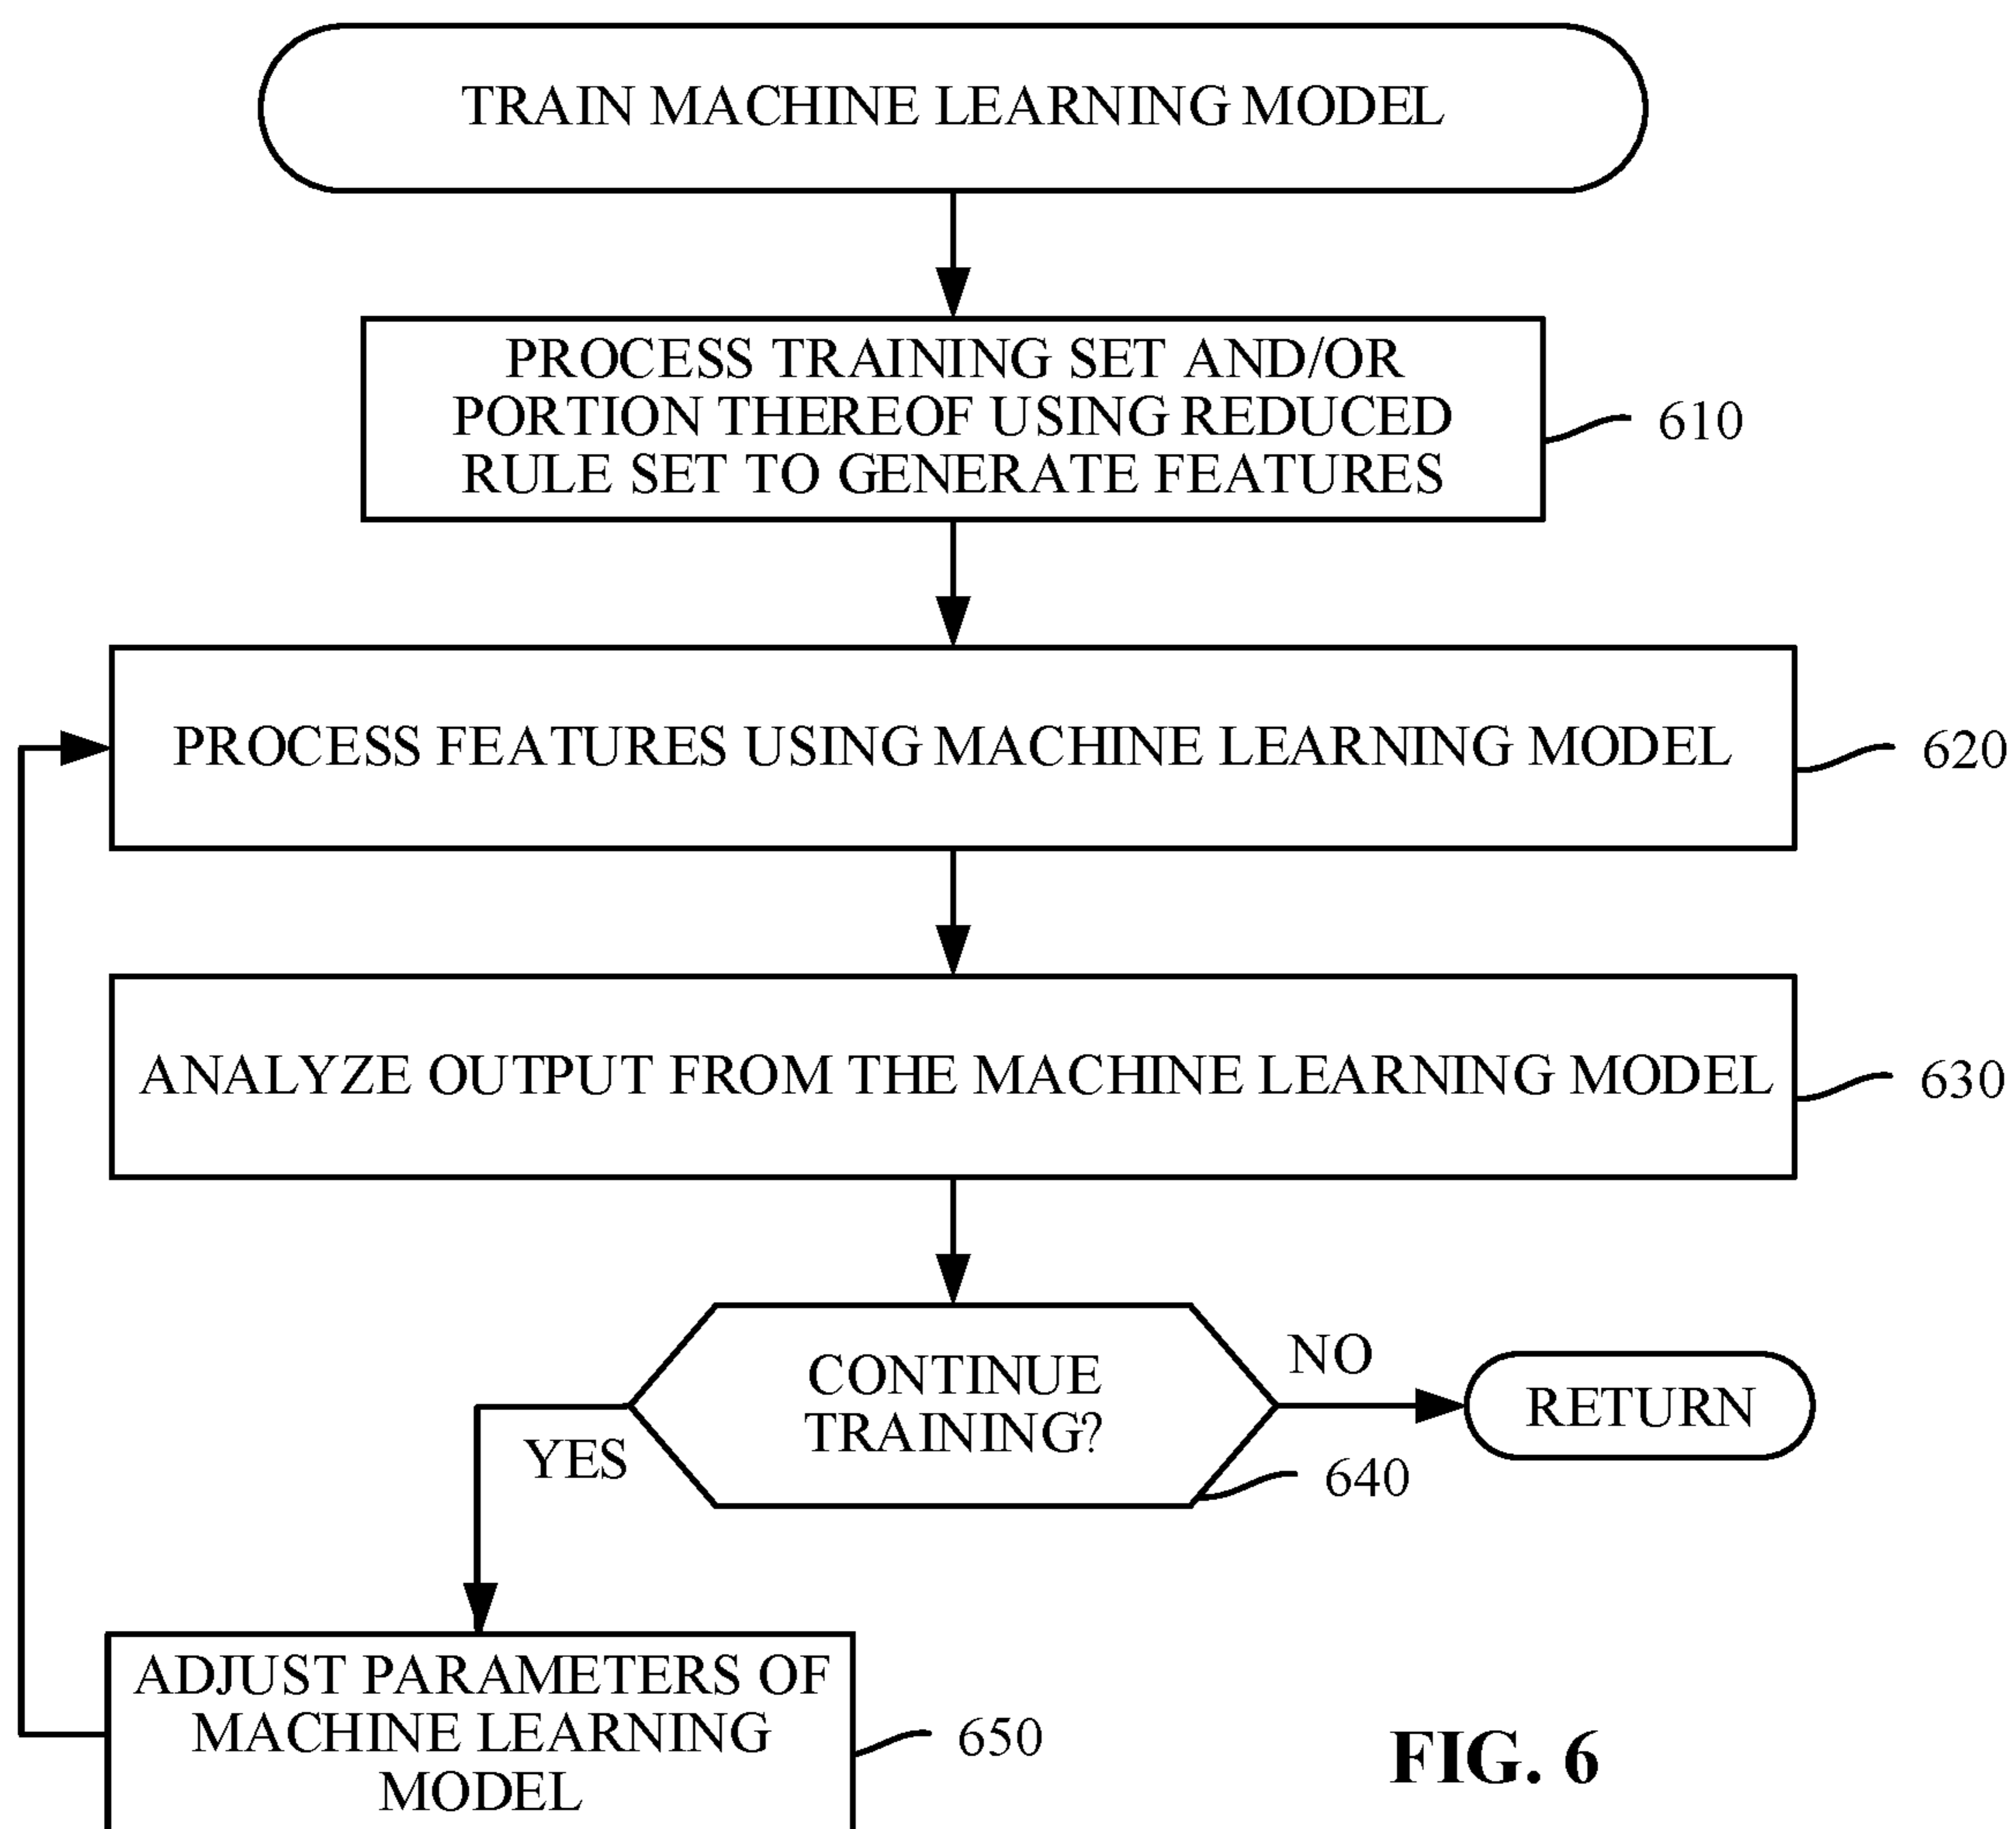 TRAIN MACHINE LEARNING MODEL
PROCESS TRAINING SET AND/OR
PORTION THEREOF USING REDUCED
RULE SET TO GENERATE FEATURES
610
PROCESS FEATURES USING MACHINE LEARNING MODEL
620
ANALYZE OUTPUT FROM THE MACHINE LEARNING MODEL
630
CONTINUE
TRAINING?
NO
RETURN
YES
640
ADJUST PARAMETERS OF
MACHINE LEARNING
MODEL
650
FIG. 6